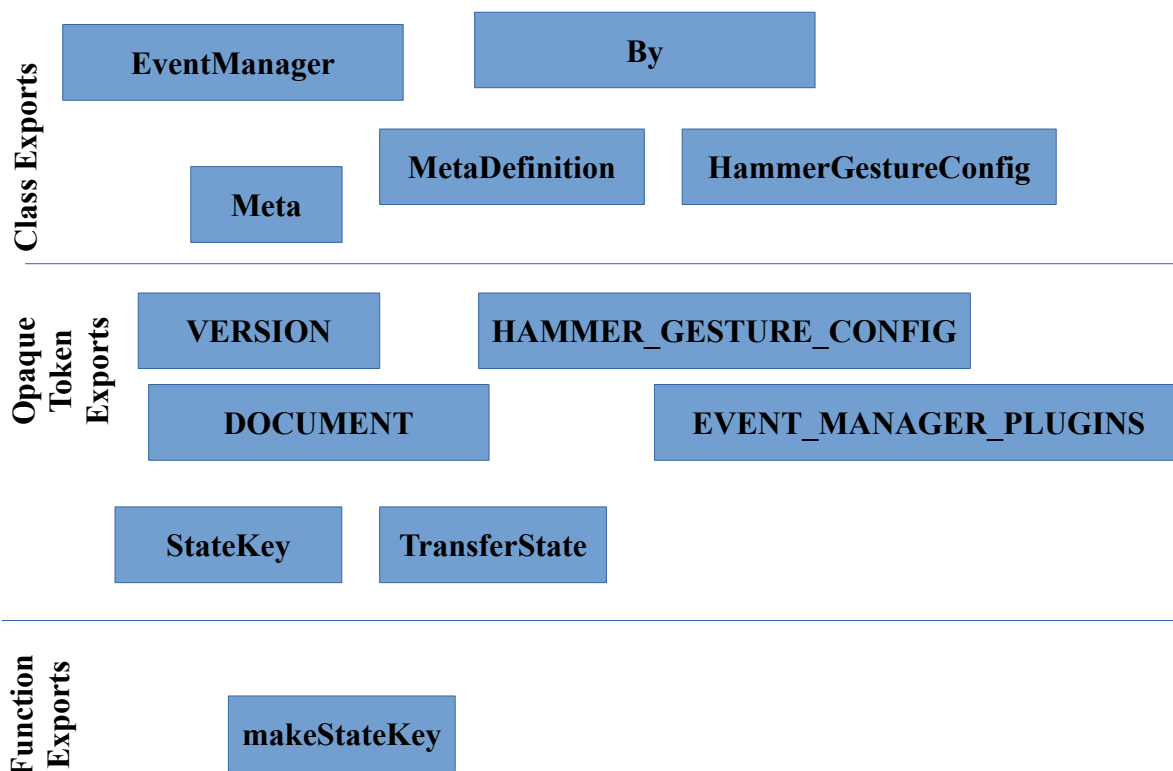 Class Exports
EventManager
By
MetaDefinition
HammerGestureConfig
Meta
Opaque
Token
Exports
VERSION
HAMMER_GESTURE_CONFIG
DOCUMENT
EVENT_MANAGER_PLUGINS
StateKey
TransferState
Function
Exports
makeStateKey